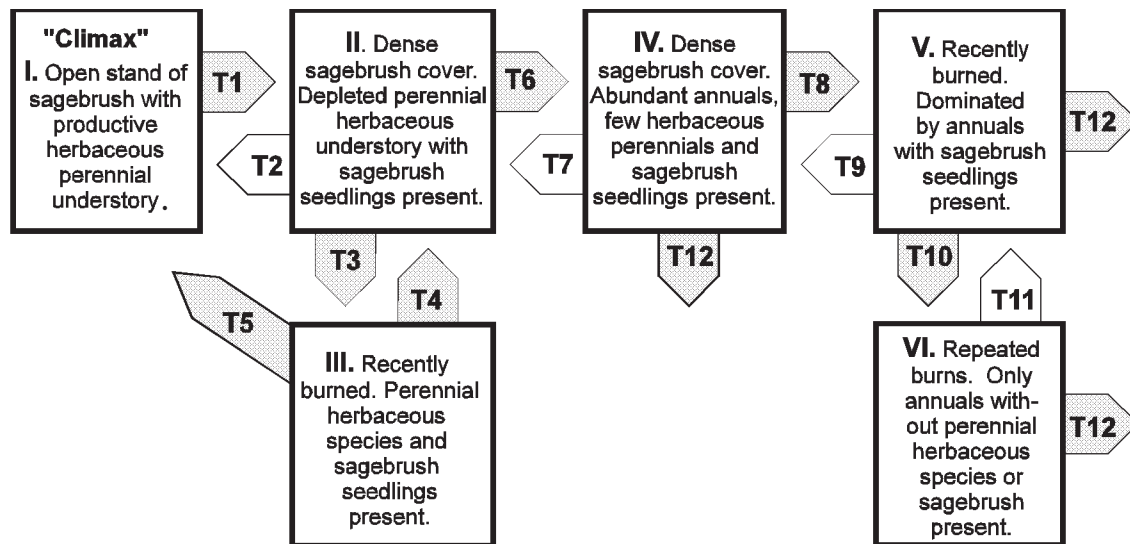 "Climax"
I. Open stand of
sagebrush with
productive
herbaceous
perennial
understory.
T1
T2
II. Dense
sagebrush cover.
Depleted perennial
herbaceous
understory with
sagebrush
seedlings present.
T6
T7
IV. Dense
sagebrush cover.
Abundant annuals,
few herbaceous
perennials and
sagebrush
seedlings present.
T8
T9
V. Recently
burned.
Dominated
by annuals
with sagebrush
seedlings
present.
T12
T3
T4
T5
T12
T10
T11
III. Recently
burned. Perennial
herbaceous
species and
sagebrush
seedlings
present.
VI. Repeated
burns. Only
annuals with-
out perennial
herbaceous
species or
sagebrush
present.
T12